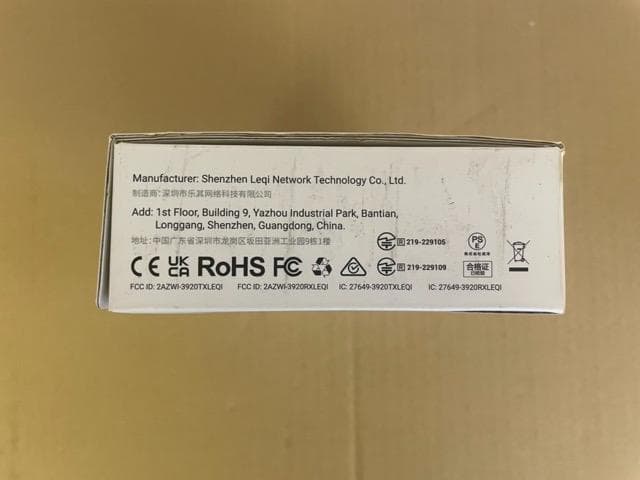 Manufacturer: Shenzhen Leqi Network Technology Co., Ltd.
制造商：深圳市乐其网络科技有限公司
Add: 1st Floor, Building 9, Yazhou Industrial Park, Bantian,
Longgang, Shenzhen, Guangdong, China.
地址：中国广东省深圳市龙岗区坂田亚洲工业园9栋1楼
R 219-229105
PS E
CE UK CA RoHS FC
R 219-229109
合格证
已检验
FCC ID: 2AZWI-3920TXLEQI FCC ID: 2AZWI-3920RXLEQI IC: 27649-3920TXLEQI IC: 27649-3920RXLEQI